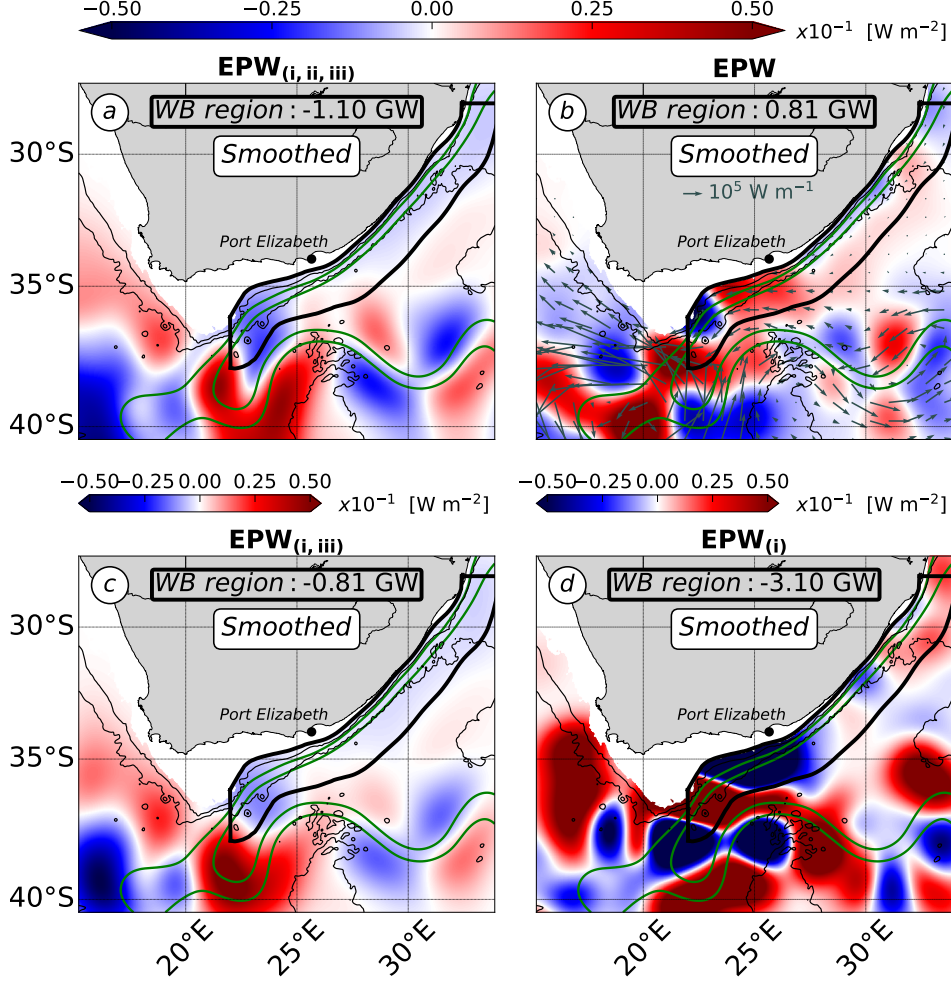 −0.50 −0.25 0.00 0.25 0.50 x10⁻¹ [W m⁻²]
EPW(i, ii, iii) EPW
a WB region : -1.10 GW b WB region : 0.81 GW
Smoothed Smoothed
30°S
10⁵ W m⁻¹
Port Elizabeth Port Elizabeth
35°S
40°S
−0.50 −0.25 0.00 0.25 0.50 x10⁻¹ [W m⁻²] −0.50 −0.25 0.00 0.25 0.50 x10⁻¹ [W m⁻²]
EPW(i, iii) EPW(i)
c WB region : -0.81 GW d WB region : -3.10 GW
Smoothed Smoothed
30°S
Port Elizabeth Port Elizabeth
35°S
40°S
20°E 25°E 30°E 20°E 25°E 30°E